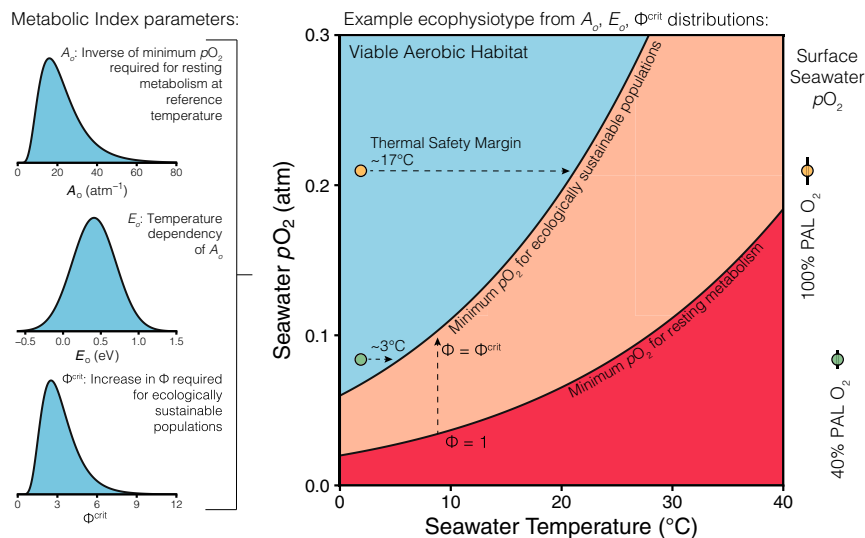 Metabolic Index parameters:
Aₒ: Inverse of minimum pO₂
required for resting
metabolism at
reference
temperature
0 20 40 60 80
Aₒ (atm⁻¹)
Eₒ: Temperature
dependency
of Aₒ
-0.5 0.0 0.5 1.0 1.5
Eₒ (eV)
Φᶜʳⁱᵗ: Increase in Φ required
for ecologically
sustainable
populations
0 3 6 9 12
Φᶜʳⁱᵗ
Example ecophysiotype from Aₒ, Eₒ, Φᶜʳⁱᵗ distributions:
Viable Aerobic Habitat
Thermal Safety Margin
~17°C
~3°C
Minimum pO₂ for ecologically sustainable populations
Φ = Φᶜʳⁱᵗ
Φ = 1
Minimum pO₂ for resting metabolism
0.3
0.2
0.1
0.0
Seawater pO₂ (atm)
0 10 20 30 40
Seawater Temperature (°C)
Surface
Seawater
pO₂
100% PAL O₂
40% PAL O₂